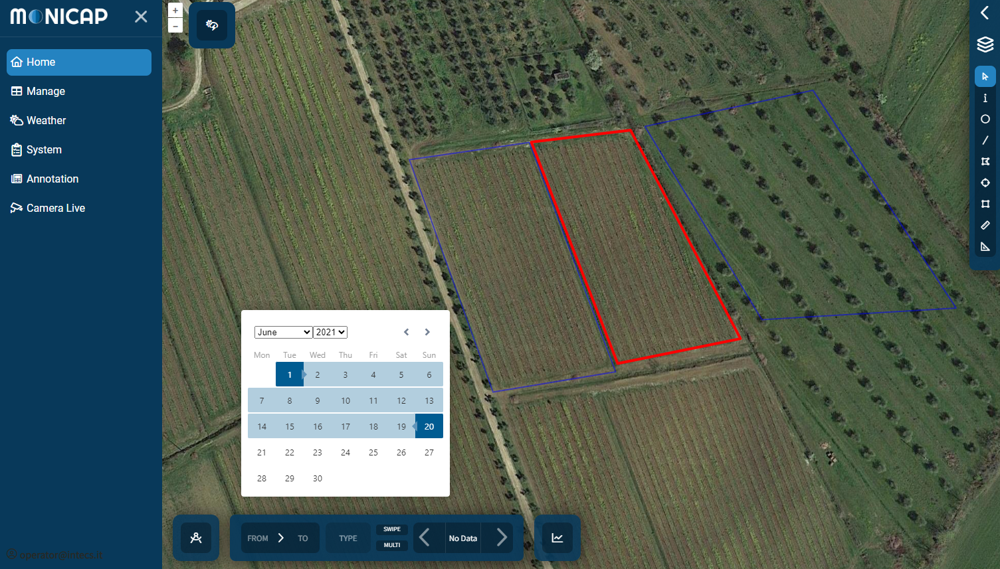 MONICAP
Home
Manage
Weather
System
Annotation
Camera Live
operator@intecs.it
+
−
i
June 2021
Mon Tue Wed Thu Fri Sat Sun
1 2 3 4 5 6
7 8 9 10 11 12 13
14 15 16 17 18 19 20
21 22 23 24 25 26 27
28 29 30
FROM TO
TYPE
SWIPE
MULTI
No Data